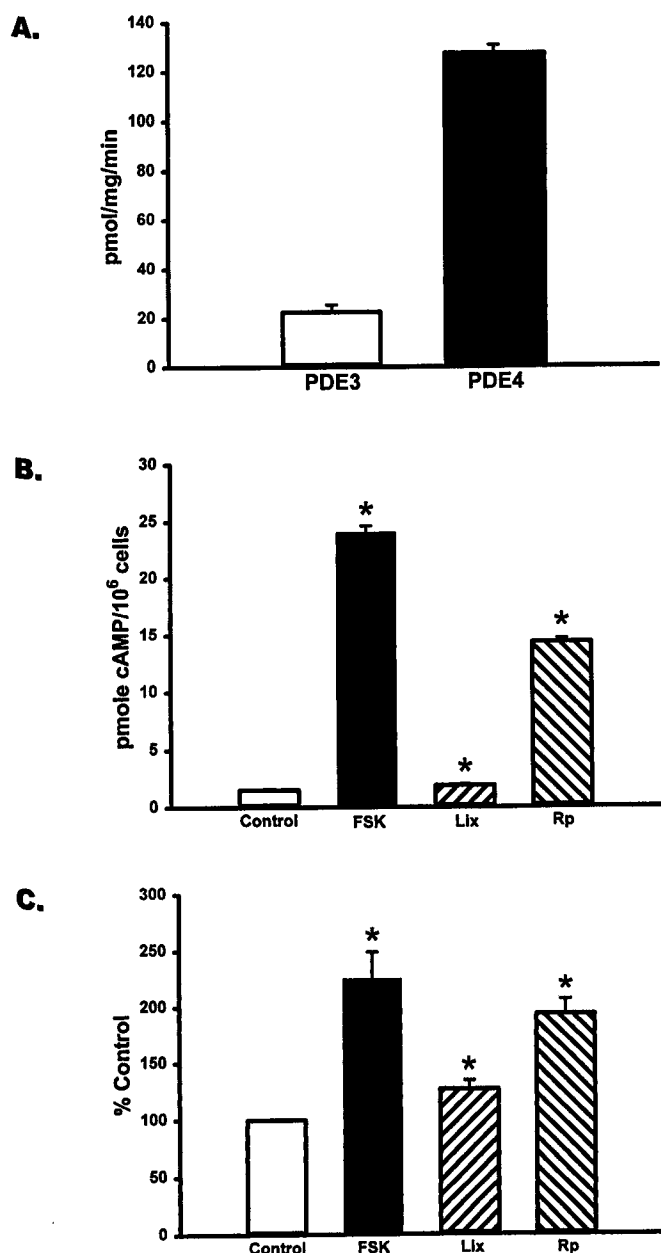 A.
140
120
100
80
60
40
20
0
pmol/mg/min
PDE3 PDE4
B.
30
25
20
15
10
5
0
pmole cAMP/10⁶ cells
* * *
Control FSK Lix Rp
C.
300
250
200
150
100
50
0
% Control
* * *
Control FSK Lix Rp